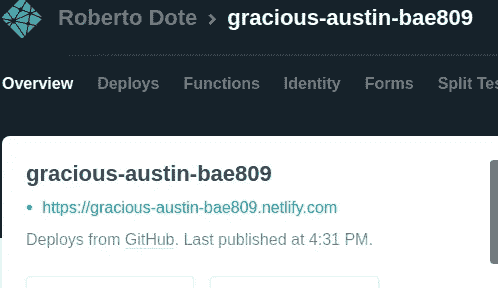 Roberto Dote > gracious-austin-bae809
Overview Deploys Functions Identity Forms Split Tes
gracious-austin-bae809
• https://gracious-austin-bae809.netlify.com
Deploys from GitHub. Last published at 4:31 PM.